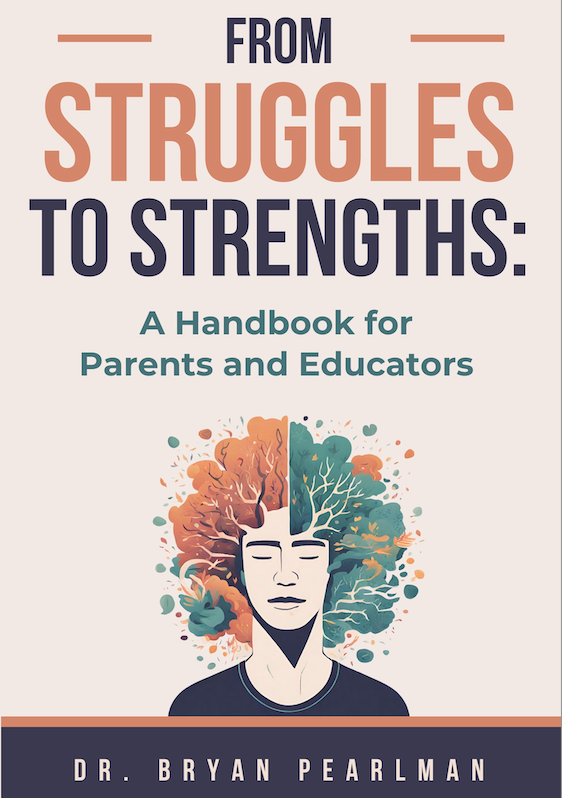 FROM
STRUGGLES
TO STRENGTHS:
A Handbook for
Parents and Educators
DR. BRYAN PEARLMAN